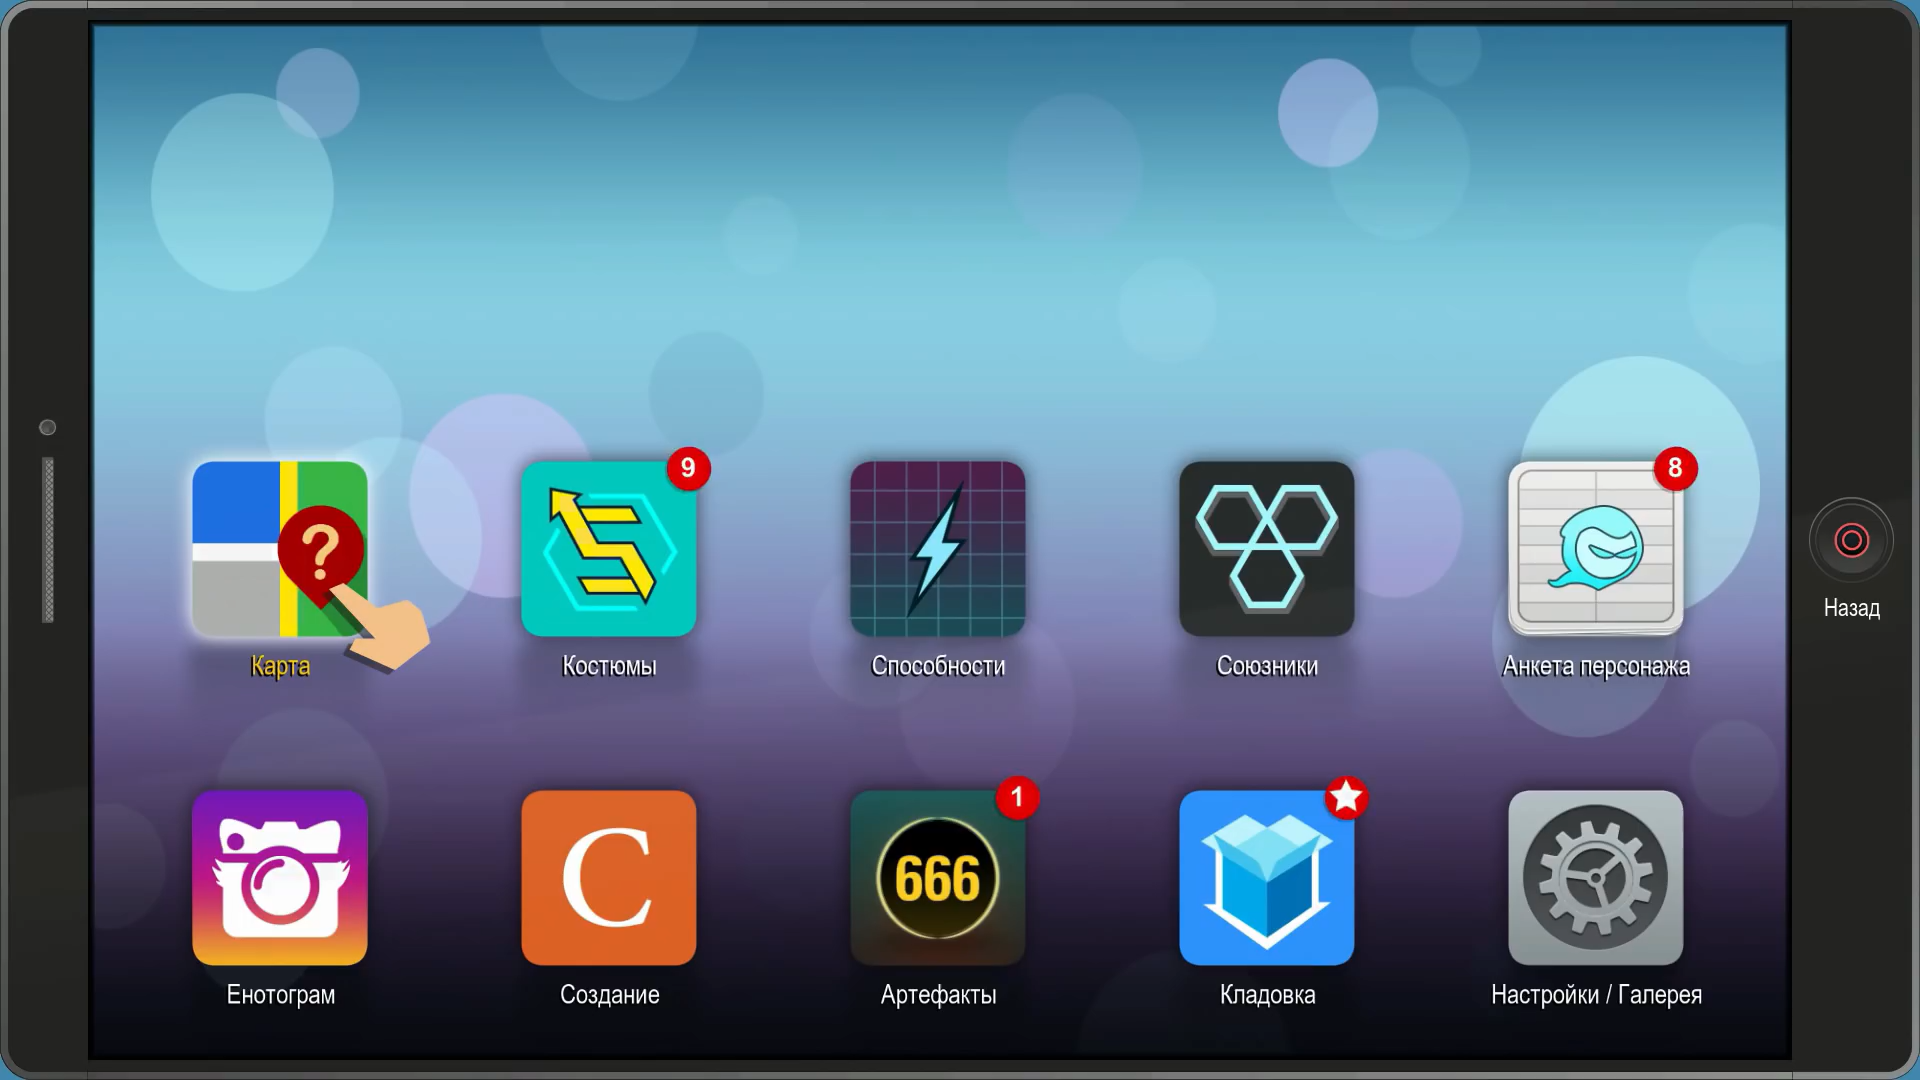 9
8
?
Назад
Карта
Костюмы
Способности
Союзники
Анкета персонажа
1
C
666
Енотограм
Создание
Артефакты
Кладовка
Настройки / Галерея